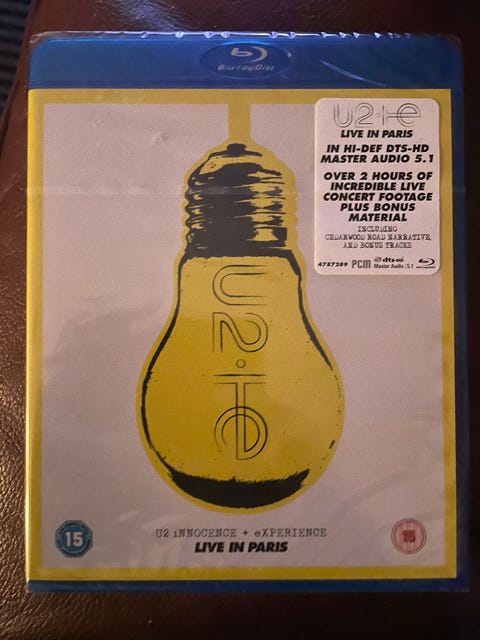 Blu-ray Disc
U2 iE
LIVE IN PARIS
IN HI-DEF DTS-HD
MASTER AUDIO 5.1
OVER 2 HOURS OF
INCREDIBLE LIVE
CONCERT FOOTAGE
PLUS BONUS
MATERIAL
INCLUDING
CEDARWOOD ROAD NARRATIVE,
AND BONUS TRACKS
4787289 PCM dts-HD Master Audio | 5.1
U2·iE
U2 iNNOCENCE + eXPERIENCE
LIVE IN PARIS
15
15